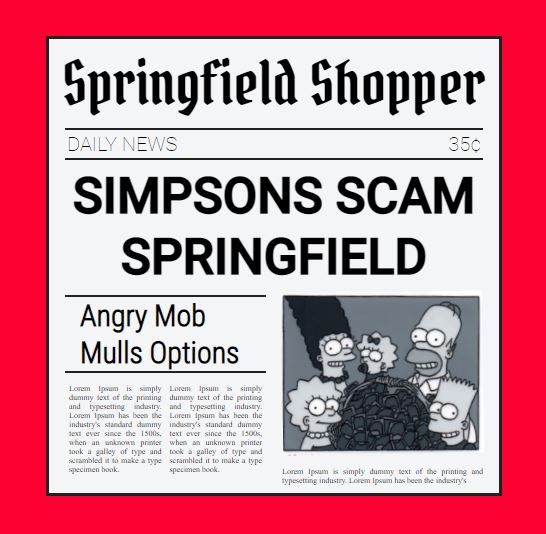 Springfield Shopper
DAILY NEWS 35¢
SIMPSONS SCAM
SPRINGFIELD
Angry Mob
Mulls Options
Lorem Ipsum is simply
dummy text of the printing
and typesetting industry.
Lorem Ipsum has been the
industry's standard dummy
text ever since the 1500s,
when an unknown printer
took a galley of type and
scrambled it to make a type
specimen book.
Lorem Ipsum is simply
dummy text of the printing
and typesetting industry.
Lorem Ipsum has been the
industry's standard dummy
text ever since the 1500s,
when an unknown printer
took a galley of type and
scrambled it to make a type
specimen book.
Lorem Ipsum is simply dummy text of the printing and
typesetting industry. Lorem Ipsum has been the industry's